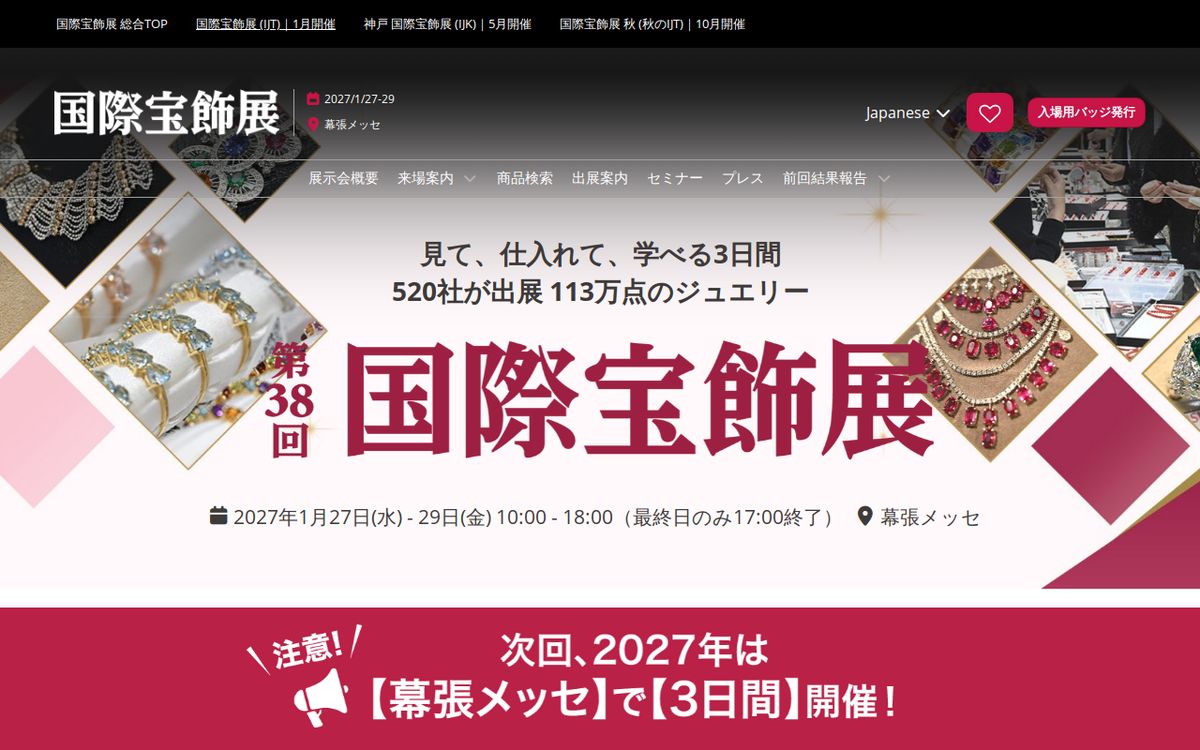 国際宝飾展 総合TOP
国際宝飾展 (IJT) | 1月開催
神戸 国際宝飾展 (IJK) | 5月開催
国際宝飾展 秋 (秋のIJT) | 10月開催
国際宝飾展
2027/1/27-29
幕張メッセ
Japanese
入場用バッジ発行
展示会概要
来場案内
商品検索
出展案内
セミナー
プレス
前回結果報告
見て、仕入れて、学べる3日間
520社が出展 113万点のジュエリー
第38回
国際宝飾展
2027年1月27日(水) - 29日(金) 10:00 - 18:00（最終日のみ17:00終了）
幕張メッセ
注意!
次回、2027年は
【幕張メッセ】で【3日間】開催！